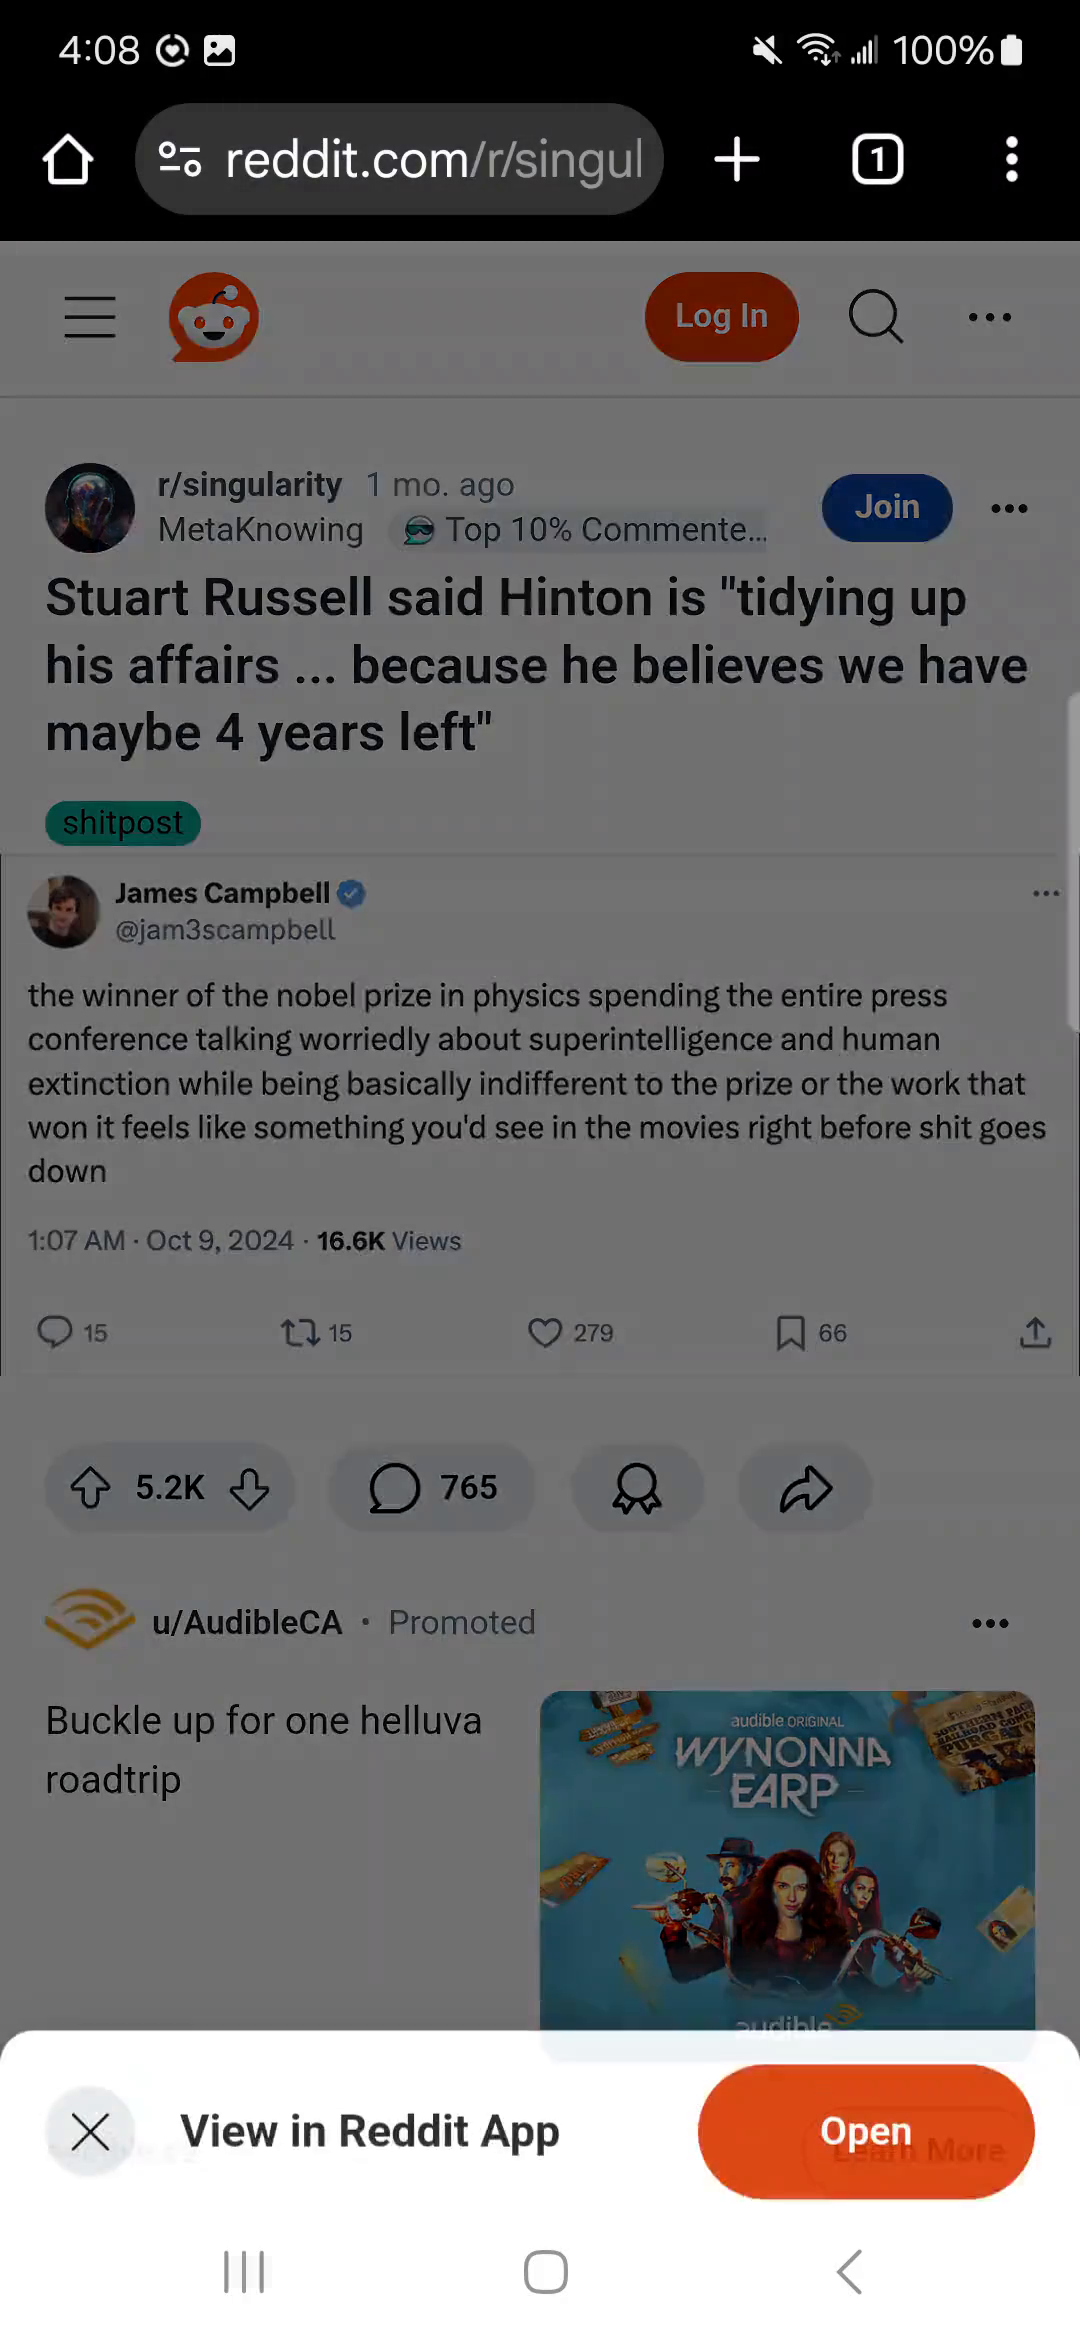 4:08 100%
reddit.com/r/singul
1
Log In
r/singularity 1 mo. ago
MetaKnowing Top 10% Commente...
Join
Stuart Russell said Hinton is "tidying up
his affairs ... because he believes we have
maybe 4 years left"
shitpost
James Campbell
@jam3scampbell
the winner of the nobel prize in physics spending the entire press
conference talking worriedly about superintelligence and human
extinction while being basically indifferent to the prize or the work that
won it feels like something you'd see in the movies right before shit goes
down
1:07 AM · Oct 9, 2024 · 16.6K Views
15 15 279 66
5.2K 765
u/AudibleCA • Promoted
Buckle up for one helluva
roadtrip
audible ORIGINAL
WYNONNA
EARP
audible
View in Reddit App
Open
Learn More